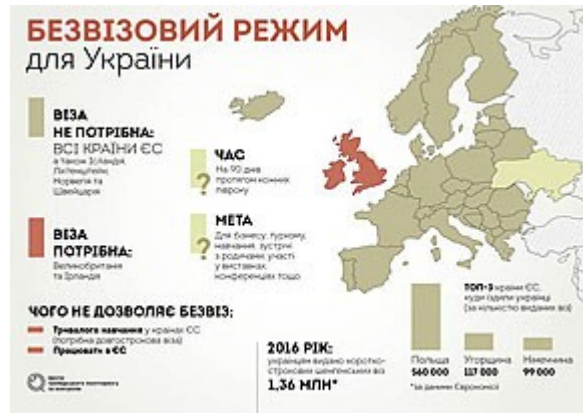 БЕЗВІЗОВИЙ РЕЖИМ
для України
ВІЗА
НЕ ПОТРІБНА:
ВСІ КРАЇНИ ЄС
а також Ісландія,
Ліхтенштейн,
Норвегія та
Швейцарія
ВІЗА
ПОТРІБНА:
Великобританія
та Ірландія
ЧАС
На 90 днів
протягом кожних
півроку
МЕТА
Для бізнесу, туризму,
навчання, зустрічі
з родичами, участі
у виставках,
конференціях тощо
ЧОГО НЕ ДОЗВОЛЯЄ БЕЗВІЗ:
Тривалого навчання у країнах ЄС
(потрібна довгострокова віза)
Працювати в ЄС
2016 РІК:
українцям видано коротко-
строкових шенгенських віз
1,36 МЛН*
ТОП-3 країни ЄС,
куди їздили українці
(за кількістю виданих віз)
Польща
560 000
Угорщина
117 000
Німеччина
99 000
*за даними Єврокомісії